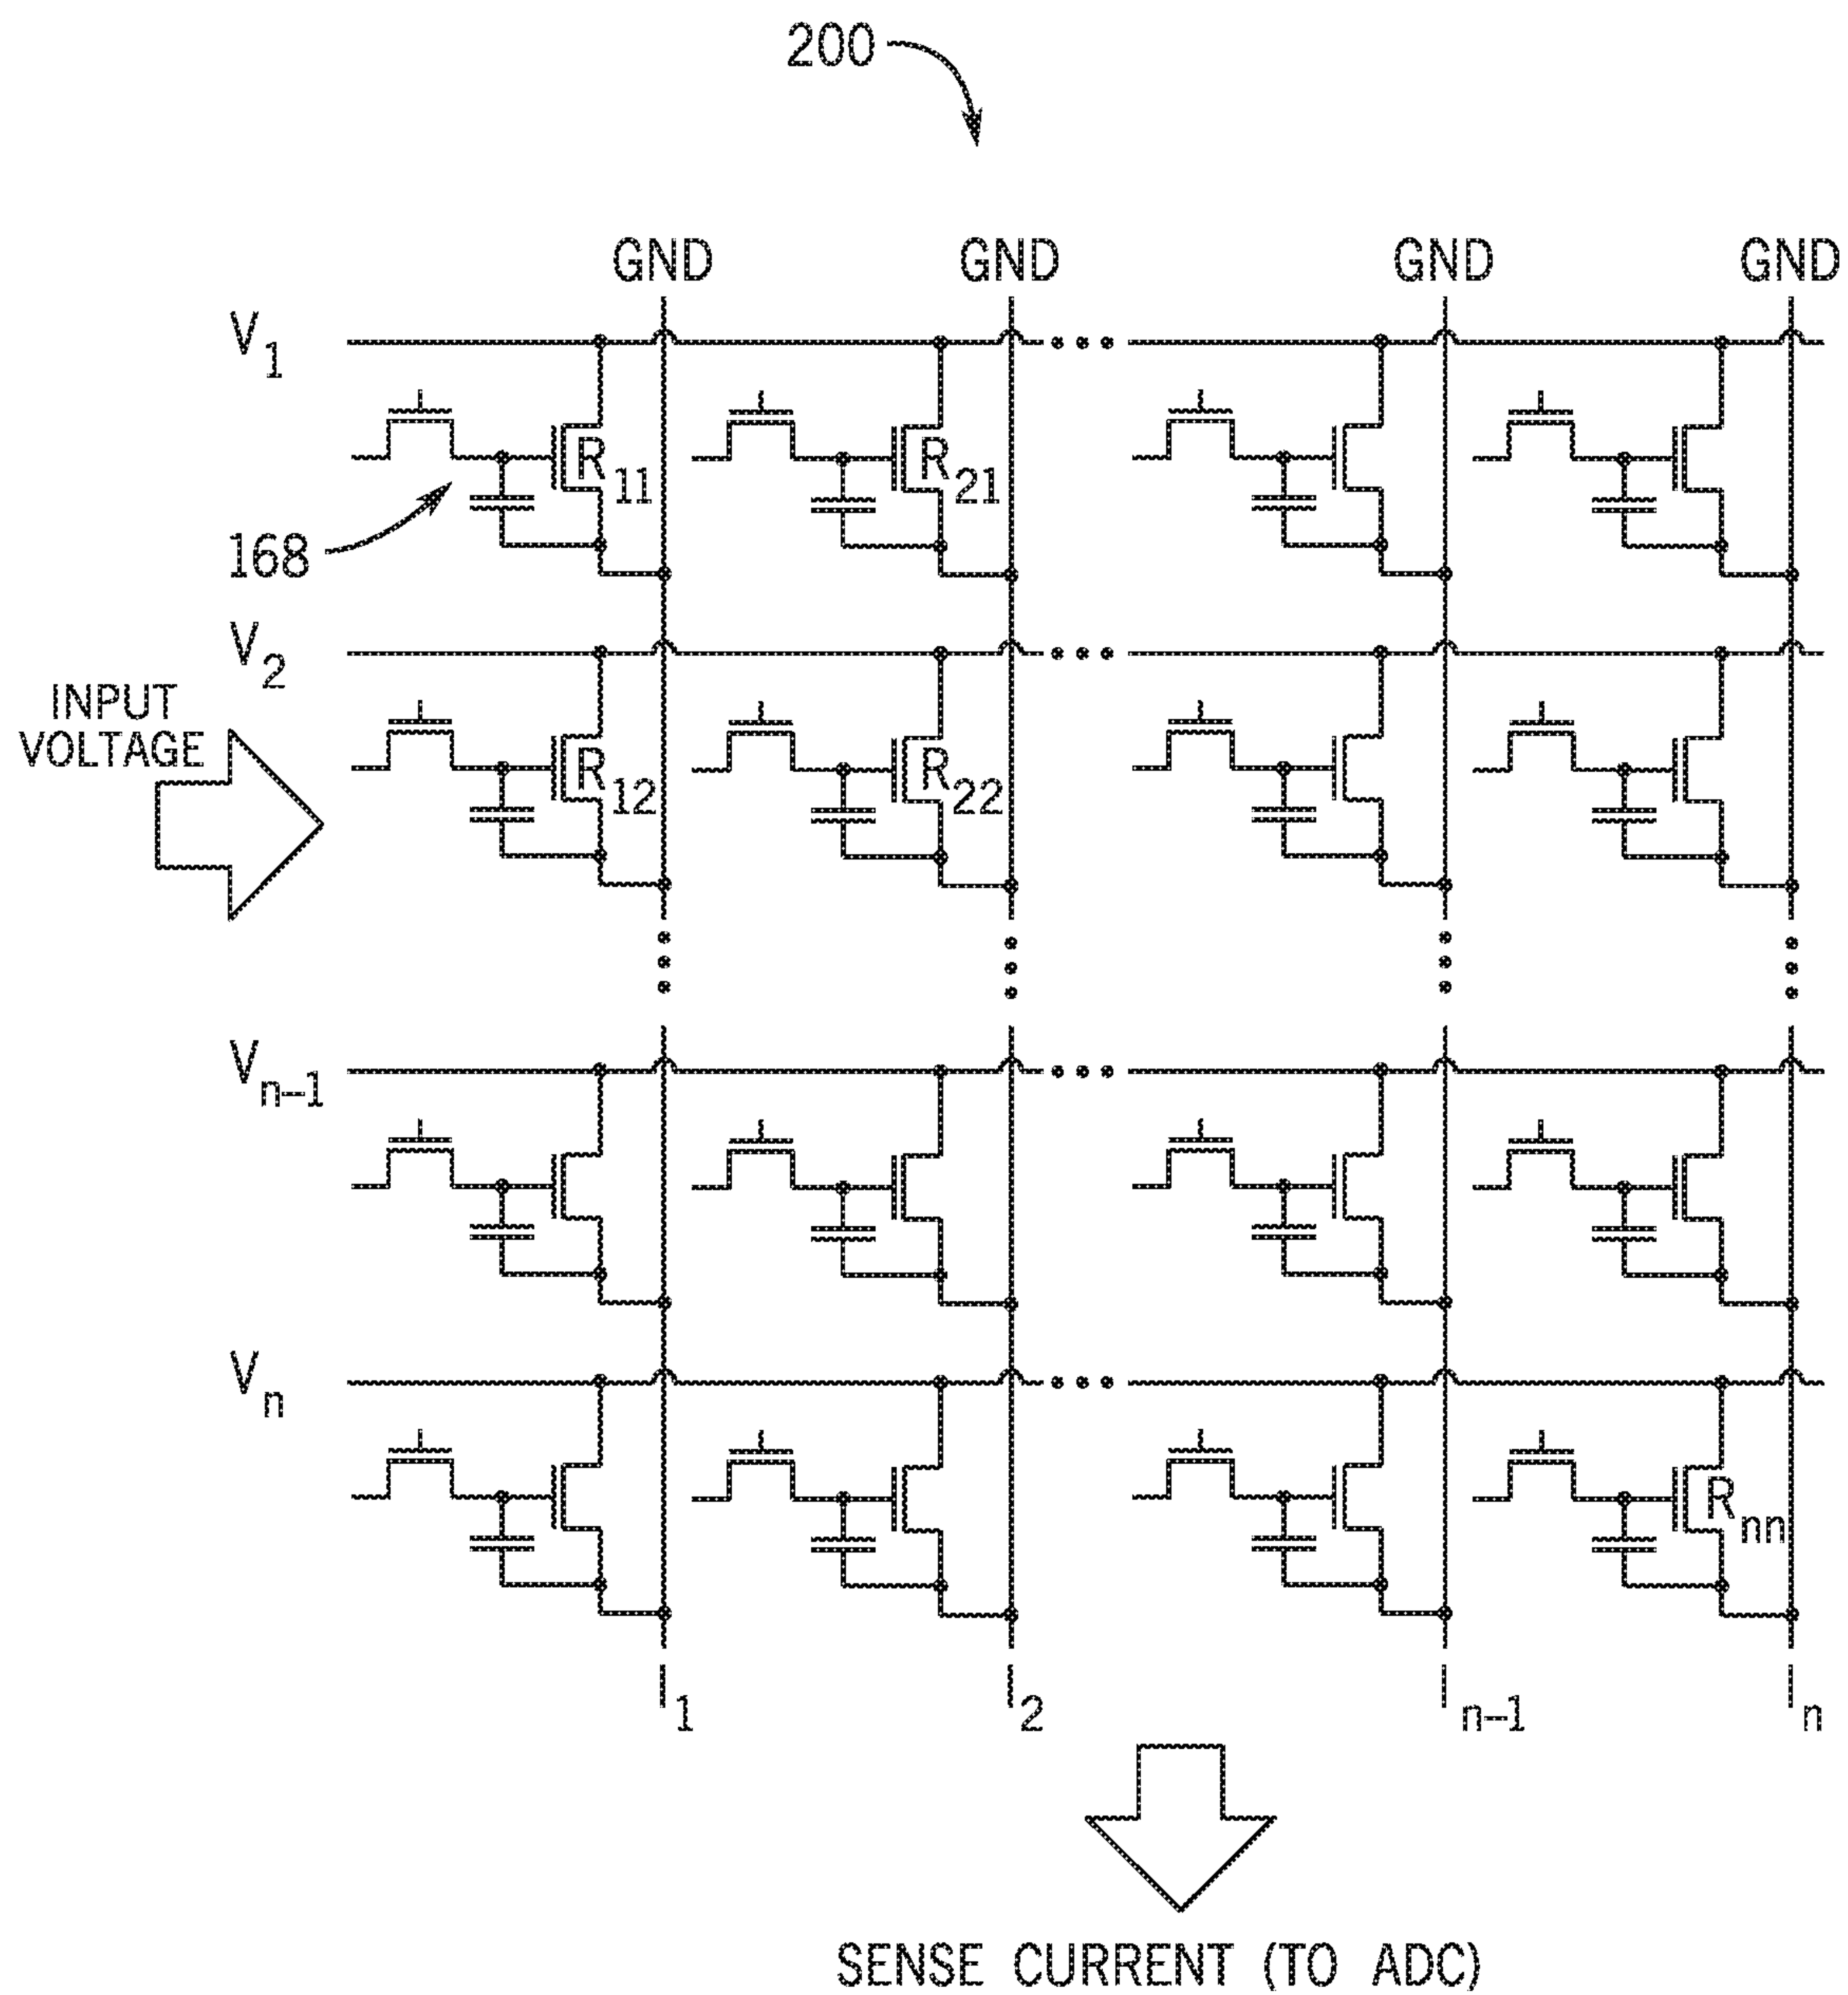 200
GND GND GND GND
V1
R11 R21
168
V2
INPUT
VOLTAGE
R12 R22
Vn-1
Vn
Rnn
I1 I2 In-1 In
SENSE CURRENT (TO ADC)